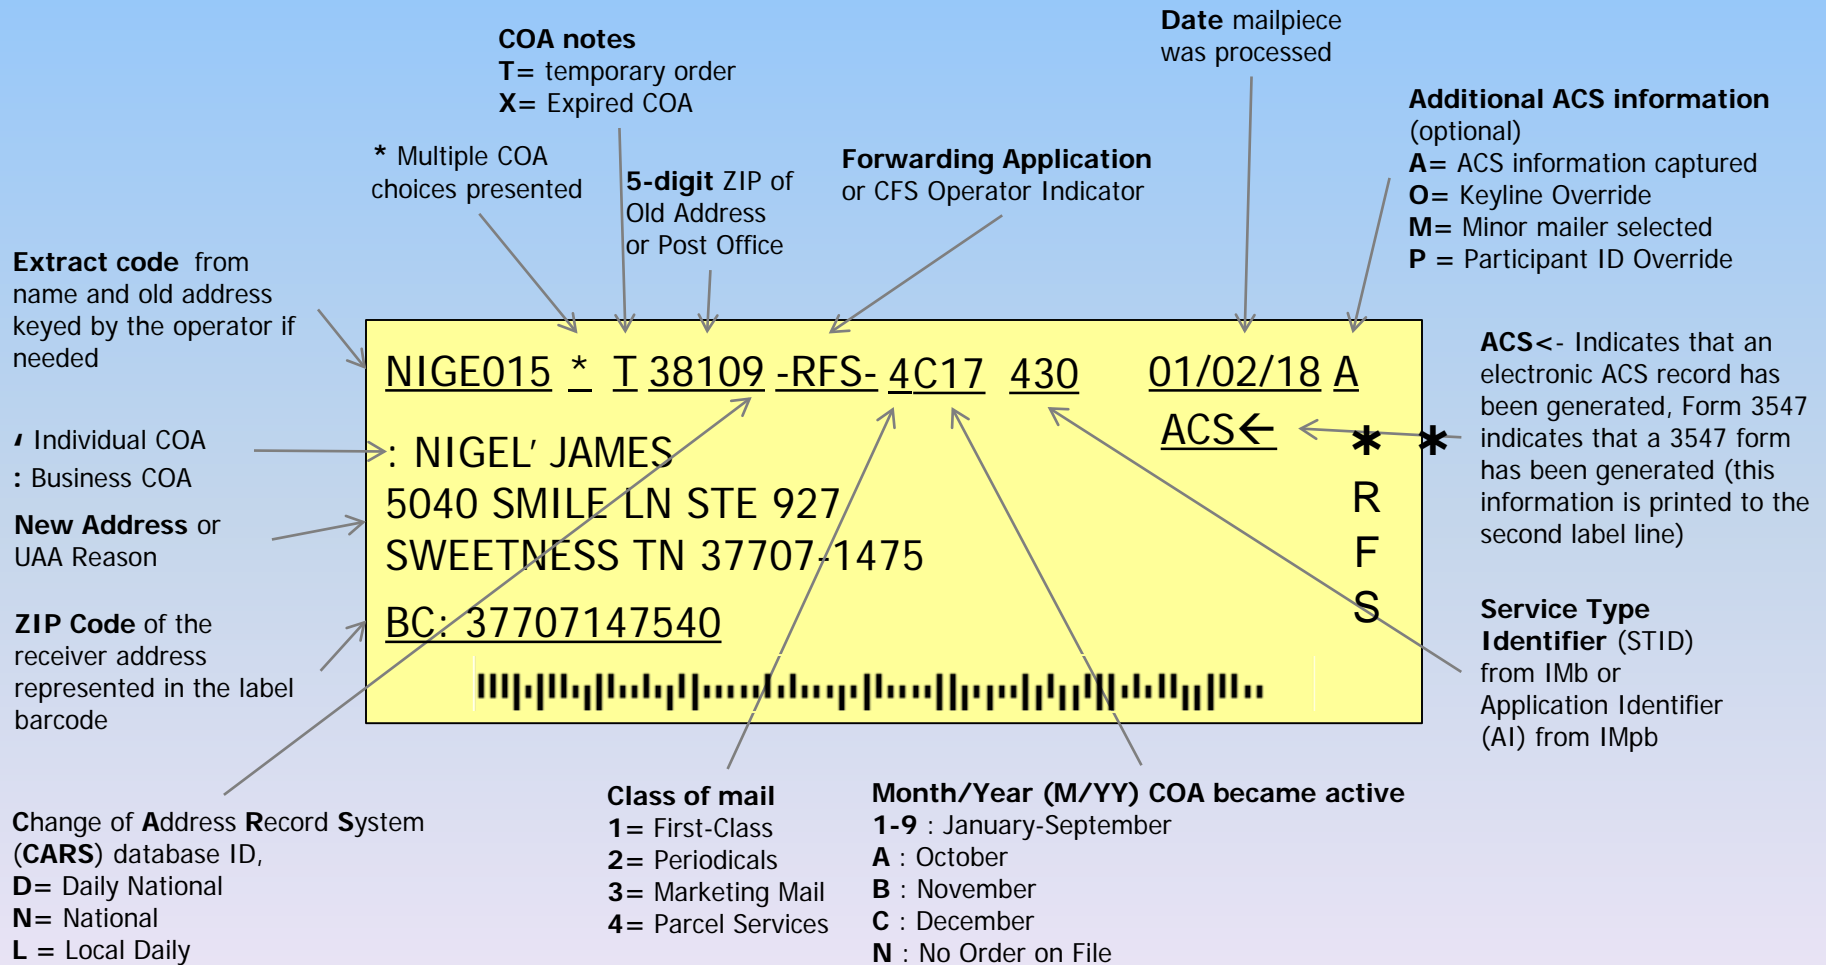 COA notes
T= temporary order
X= Expired COA
Date mailpiece
was processed
* Multiple COA
choices presented
5-digit ZIP of
Old Address
or Post Office
Forwarding Application
or CFS Operator Indicator
Additional ACS information
(optional)
A= ACS information captured
O= Keyline Override
M= Minor mailer selected
P = Participant ID Override
Extract code from
name and old address
keyed by the operator if
needed
' Individual COA
: Business COA
New Address or
UAA Reason
ZIP Code of the
receiver address
represented in the label
barcode
NIGE015 * T 38109 -RFS- 4C17 430 01/02/18 A
ACS←
: NIGEL' JAMES
5040 SMILE LN STE 927
SWEETNESS TN 37707-1475
BC: 37707147540
* *
R
F
S
ACS<- Indicates that an
electronic ACS record has
been generated, Form 3547
indicates that a 3547 form
has been generated (this
information is printed to the
second label line)
Service Type
Identifier (STID)
from IMb or
Application Identifier
(AI) from IMpb
Change of Address Record System
(CARS) database ID,
D= Daily National
N= National
L = Local Daily
Class of mail
1= First-Class
2= Periodicals
3= Marketing Mail
4= Parcel Services
Month/Year (M/YY) COA became active
1-9 : January-September
A : October
B : November
C : December
N : No Order on File